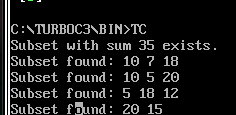 C:\TURBOC3\BIN>TC
Subset with sum 35 exists.
Subset found: 10 7 18
Subset found: 10 5 20
Subset found: 5 18 12
Subset found: 20 15